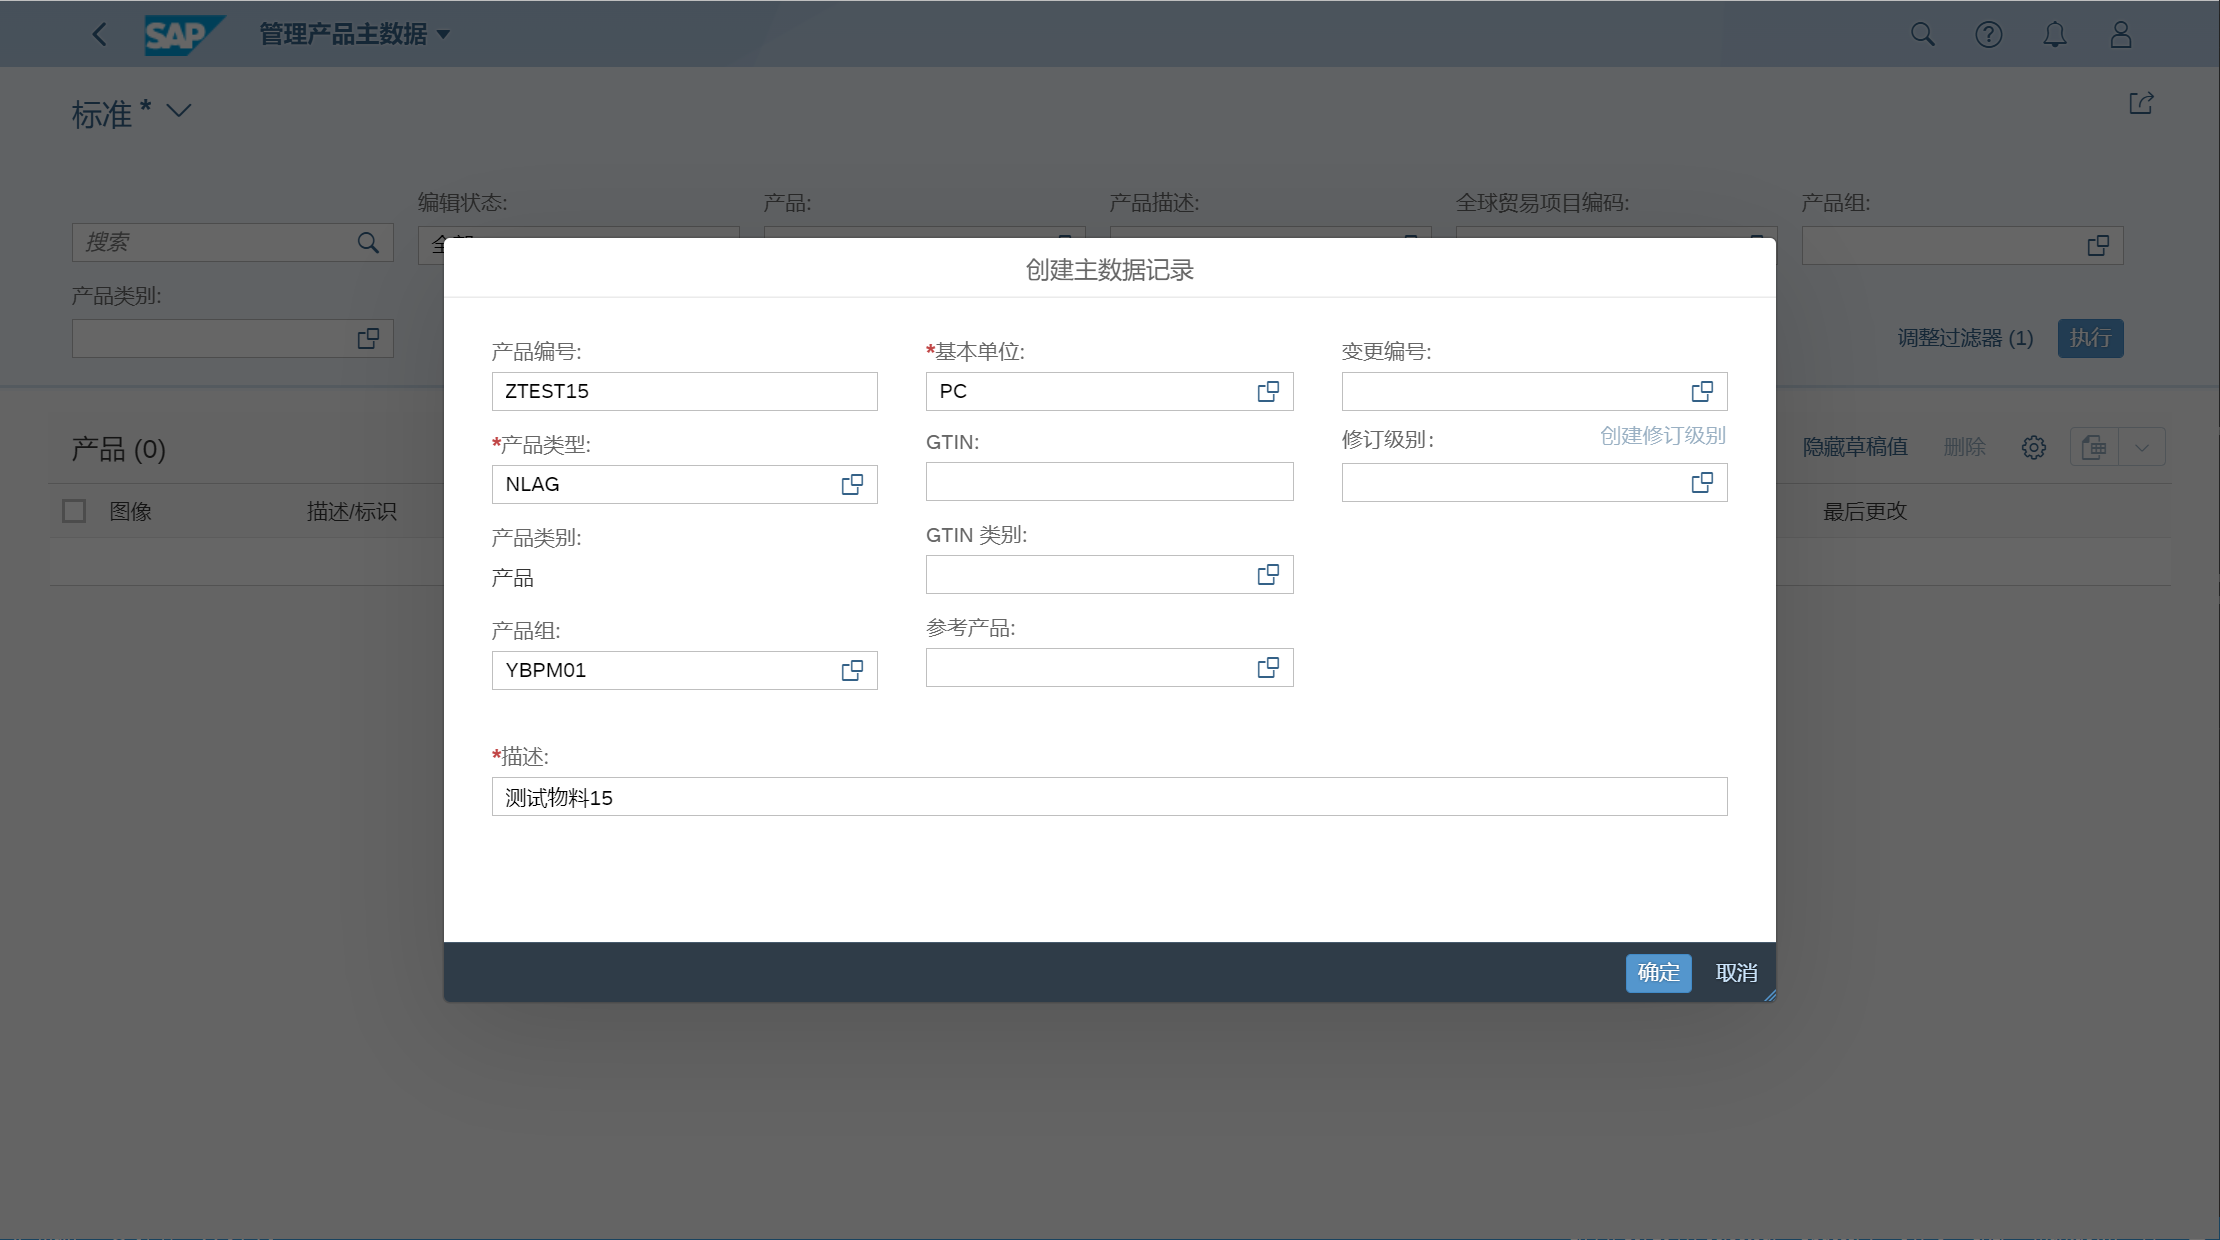 SAP 管理产品主数据
标准 *
编辑状态: 产品: 产品描述: 全球贸易项目编码: 产品组:
搜索
产品类别:
调整过滤器 (1) 执行
产品 (0) 隐藏草稿值 删除
图像 描述/标识 最后更改
创建主数据记录
产品编号: *基本单位: 变更编号:
ZTEST15 PC
*产品类型: GTIN: 修订级别: 创建修订级别
NLAG
产品类别: GTIN 类别:
产品
产品组: 参考产品:
YBPM01
*描述:
测试物料15
确定 取消